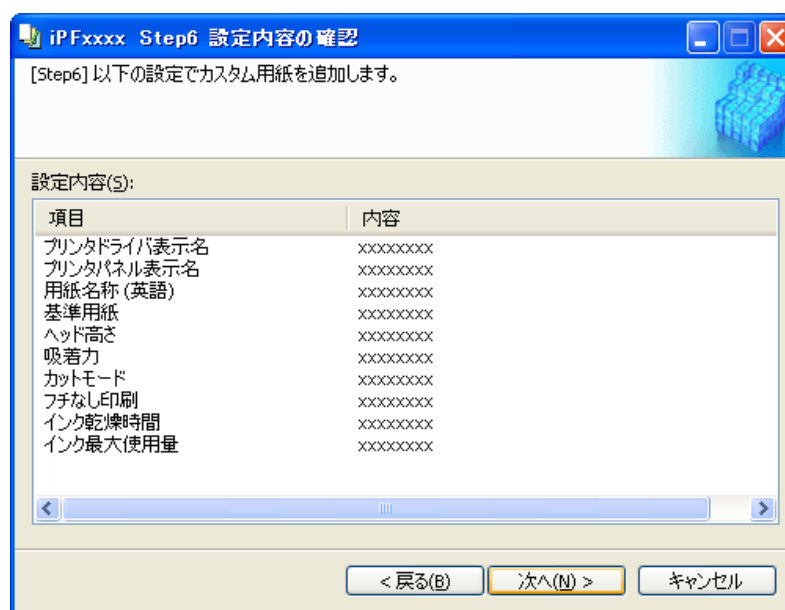 iPFxxxx Step6 設定内容の確認
[Step6] 以下の設定でカスタム用紙を追加します。
設定内容(S):
項目 内容
プリンタドライバ表示名 xxxxxxxx
プリンタパネル表示名 xxxxxxxx
用紙名称 (英語) xxxxxxxx
基準用紙 xxxxxxxx
ヘッド高さ xxxxxxxx
吸着力 xxxxxxxx
カットモード xxxxxxxx
フチなし印刷 xxxxxxxx
インク乾燥時間 xxxxxxxx
インク最大使用量 xxxxxxxx
< 戻る(B) 次へ(N) > キャンセル